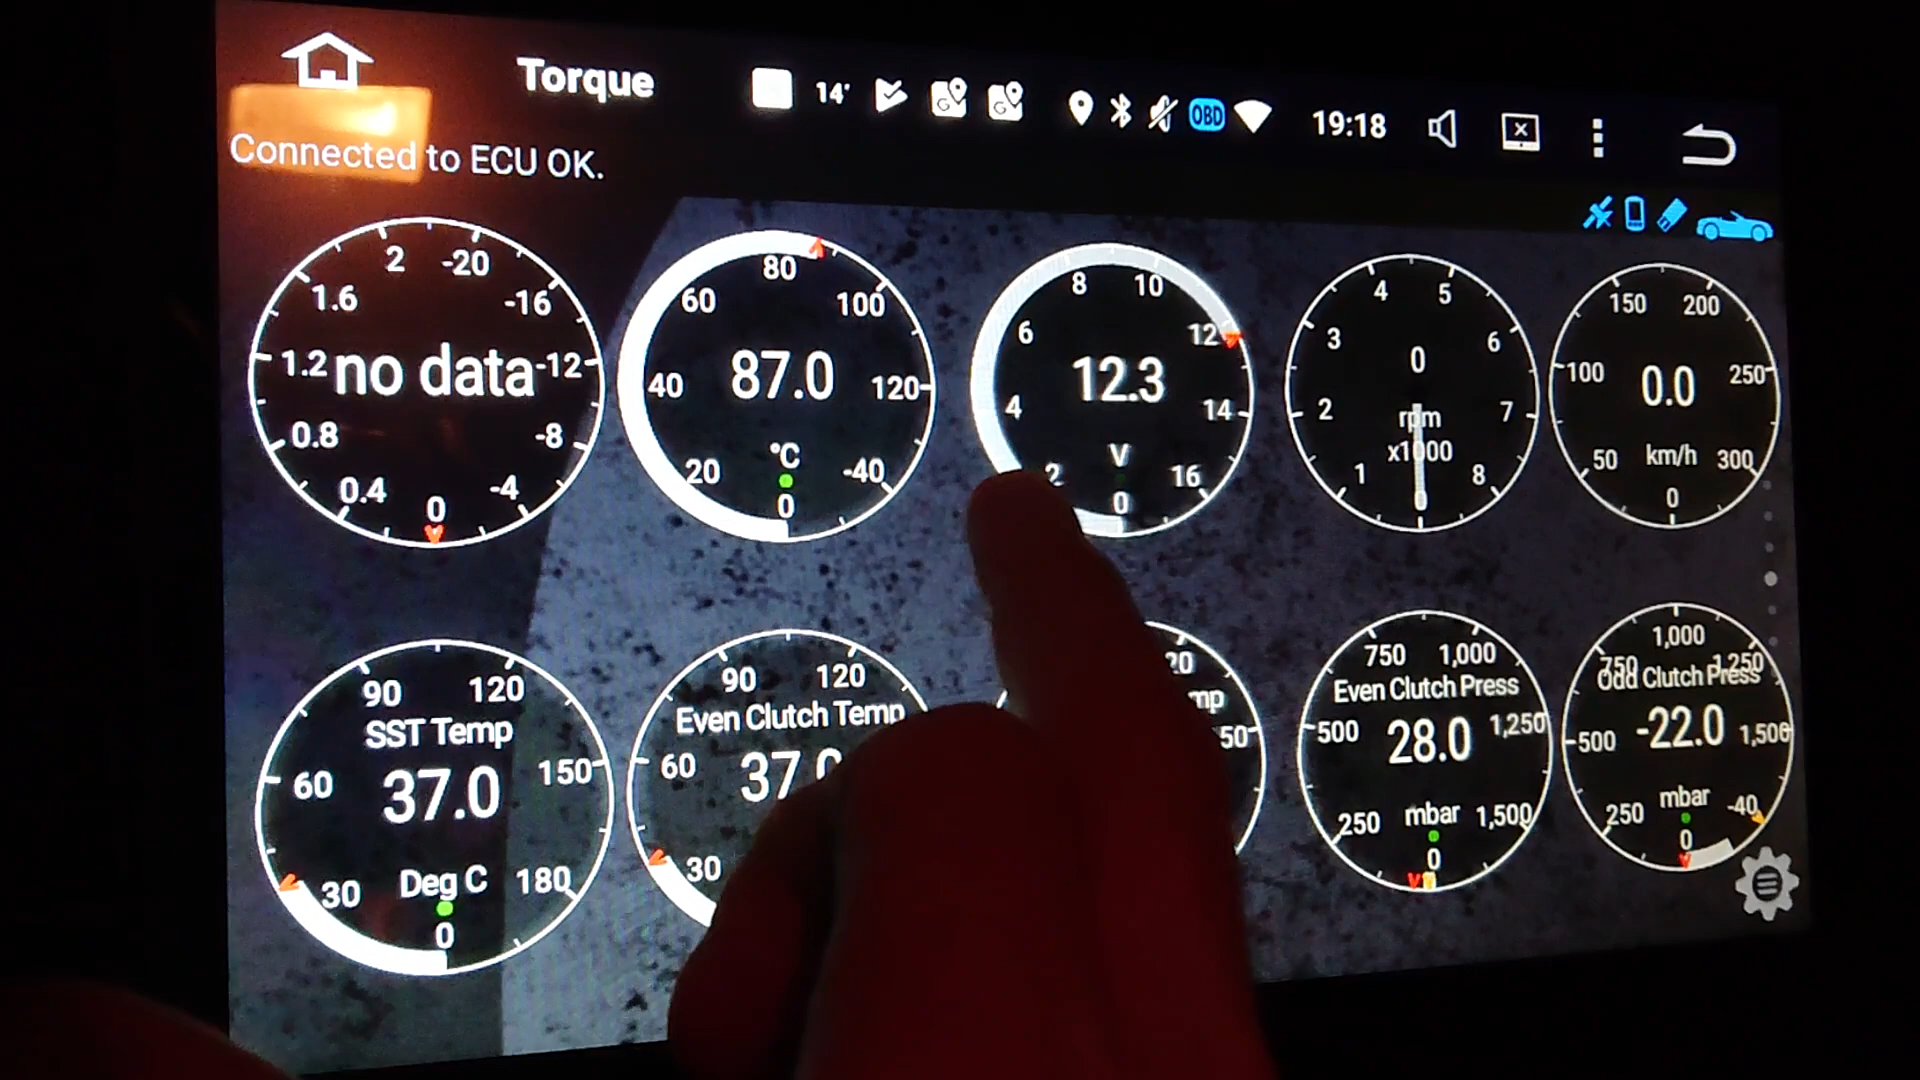 Torque
14°
OBD
19:18
Connected to ECU OK.
2 -20
1.6 -16
1.2 no data -12
0.8 -8
0.4 -4
0
80
60 100
40 87.0 120
20 °C -40
0
8 10
6 12
12.3
4 14
2 V 16
0
4 5
3 0 6
2 rpm 7
x1000
1 8
0
150 200
100 0.0 250
50 km/h 300
0
90 120
SST Temp
60 37.0 150
30 Deg C 180
0
90 120
Even Clutch Temp
60 37
30
750 1,000
Even Clutch Press
500 28.0 1,250
250 mbar 1,500
0
1,000
750 1,250
Odd Clutch Press
500 -22.0 1,500
250 mbar -40
0